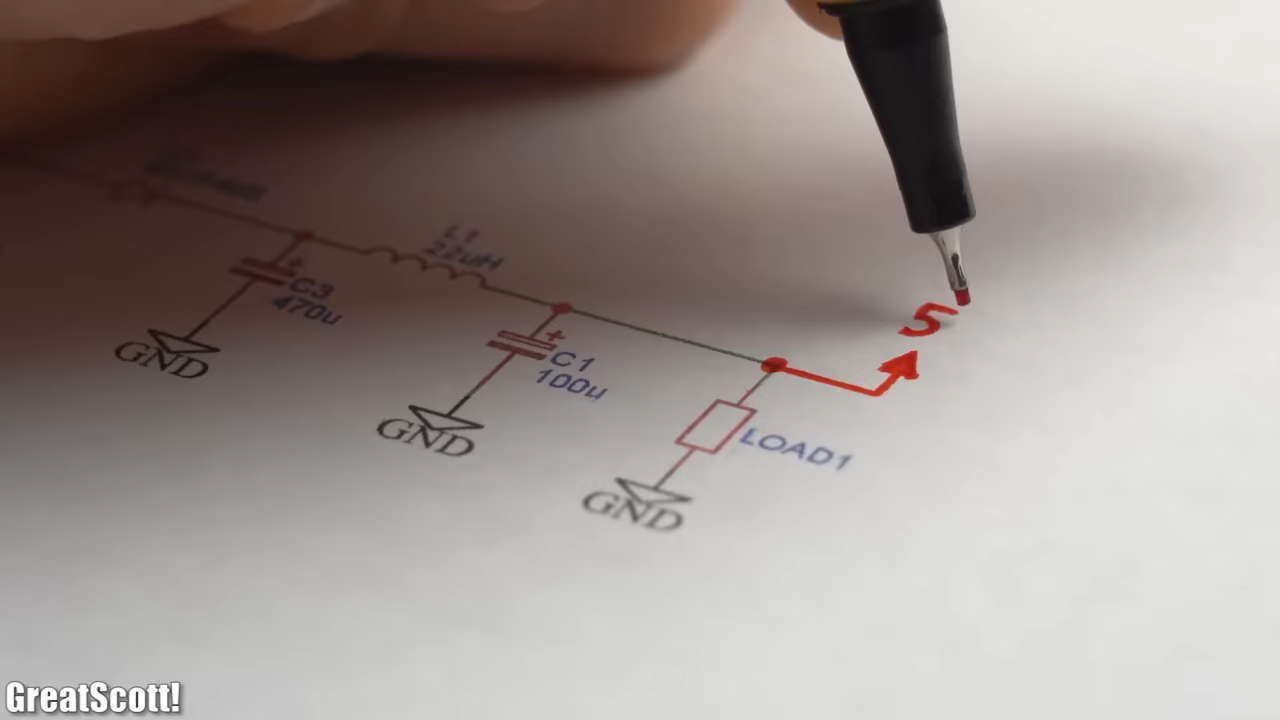 L1
22uH
C3
470u
GND
C1
100u
GND
5
LOAD1
GND
GreatScott!